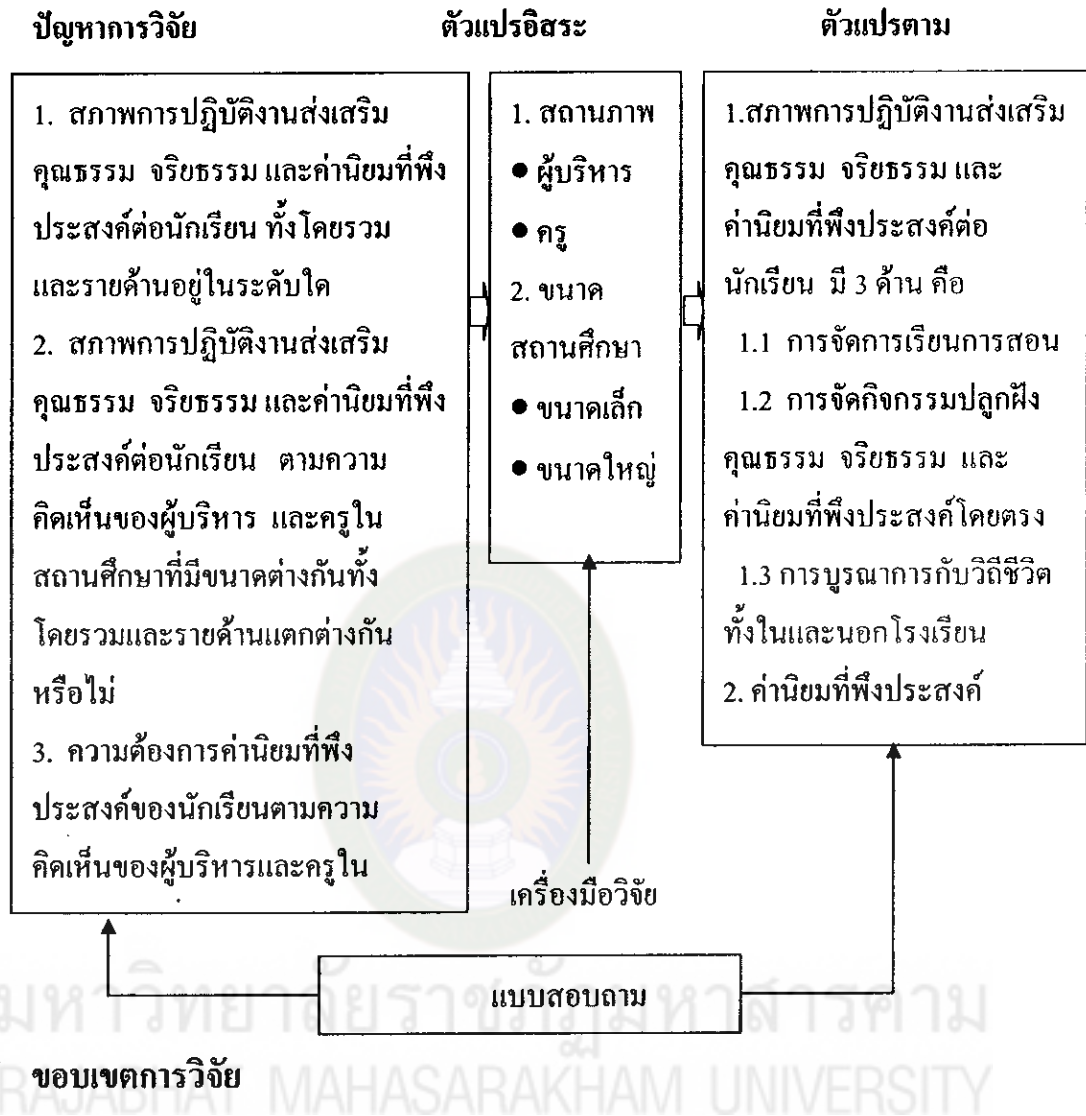 ปัญหาการวิจัย
ตัวแปรอิสระ
ตัวแปรตาม
1. สภาพการปฏิบัติงานส่งเสริม
คุณธรรม จริยธรรม และค่านิยมที่พึง
ประสงค์ต่อนักเรียน ทั้งโดยรวม
และรายด้านอยู่ในระดับใด
2. สภาพการปฏิบัติงานส่งเสริม
คุณธรรม จริยธรรม และค่านิยมที่พึง
ประสงค์ต่อนักเรียน ตามความ
คิดเห็นของผู้บริหาร และครูใน
สถานศึกษาที่มีขนาดต่างกันทั้ง
โดยรวมและรายด้านแตกต่างกัน
หรือไม่
3. ความต้องการค่านิยมที่พึง
ประสงค์ของนักเรียนตามความ
คิดเห็นของผู้บริหารและครูใน
1. สถานภาพ
● ผู้บริหาร
● ครู
2. ขนาด
สถานศึกษา
● ขนาดเล็ก
● ขนาดใหญ่
1.สภาพการปฏิบัติงานส่งเสริม
คุณธรรม จริยธรรม และ
ค่านิยมที่พึงประสงค์ต่อ
นักเรียน มี 3 ด้าน คือ
1.1 การจัดการเรียนการสอน
1.2 การจัดกิจกรรมปลูกฝัง
คุณธรรม จริยธรรม และ
ค่านิยมที่พึงประสงค์โดยตรง
1.3 การบูรณาการกับวิถีชีวิต
ทั้งในและนอกโรงเรียน
2. ค่านิยมที่พึงประสงค์
เครื่องมือวิจัย
แบบสอบถาม
มหาวิทยาลัยราชภัฏมหาสารคาม
ขอบเขตการวิจัย
RAJABHAT MAHASARAKHAM UNIVERSITY